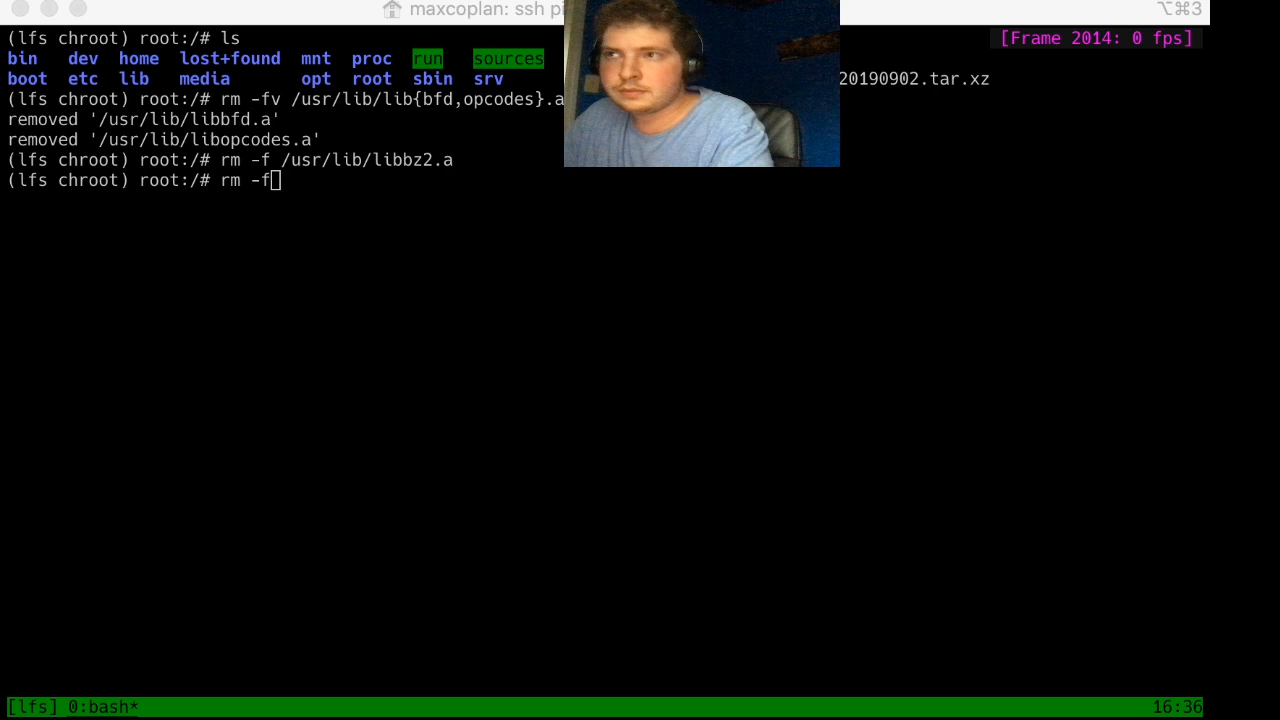 maxcoplan: ssh pi
⌥⌘3
(lfs chroot) root:/# ls
[Frame 2014: 0 fps]
bin dev home lost+found mnt proc run sources
boot etc lib media opt root sbin srv 20190902.tar.xz
(lfs chroot) root:/# rm -fv /usr/lib/lib{bfd,opcodes}.a
removed '/usr/lib/libbfd.a'
removed '/usr/lib/libopcodes.a'
(lfs chroot) root:/# rm -f /usr/lib/libbz2.a
(lfs chroot) root:/# rm -f
[lfs] 0:bash* 16:36